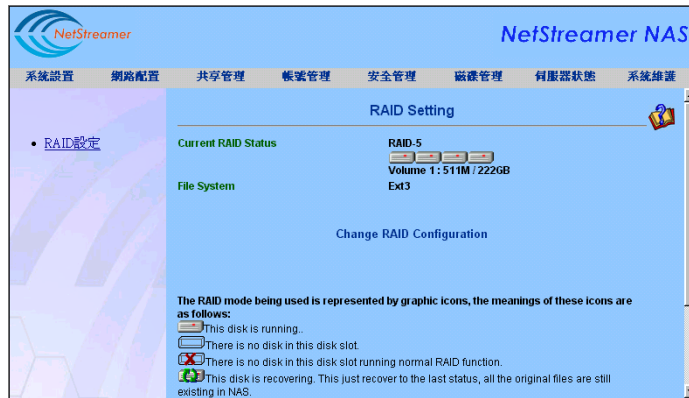 NetStreamer
NetStreamer NAS
系統設置 網路配置 共享管理 帳號管理 安全管理 磁碟管理 伺服器狀態 系統維護
RAID Setting
RAID設定
Current RAID Status RAID-5
Volume 1 : 511M / 222GB
File System Ext3
Change RAID Configuration
The RAID mode being used is represented by graphic icons, the meanings of these icons are
as follows:
This disk is running..
There is no disk in this disk slot.
There is no disk in this disk slot running normal RAID function.
This disk is recovering. This just recover to the last status, all the original files are still
existing in NAS.